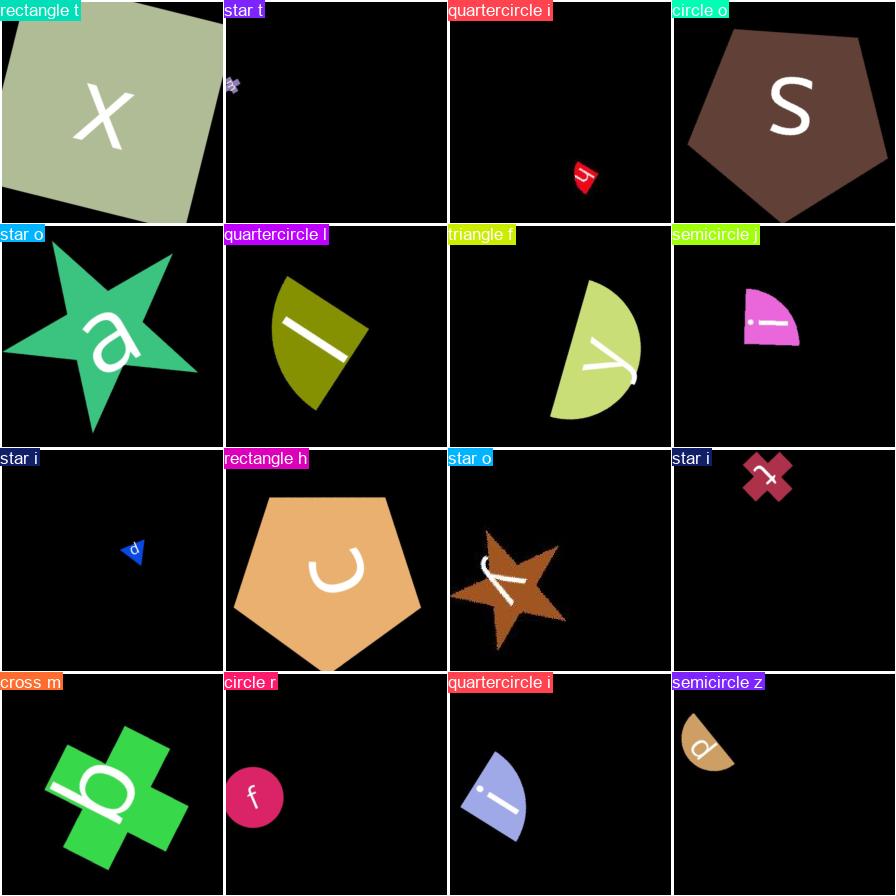 rectangle t star t quartercircle i circle o
x h S
star o quartercircle l triangle f semicircle j
a l y i
star i rectangle h star o star i
d c y
cross m circle r quartercircle i semicircle z
b f i d